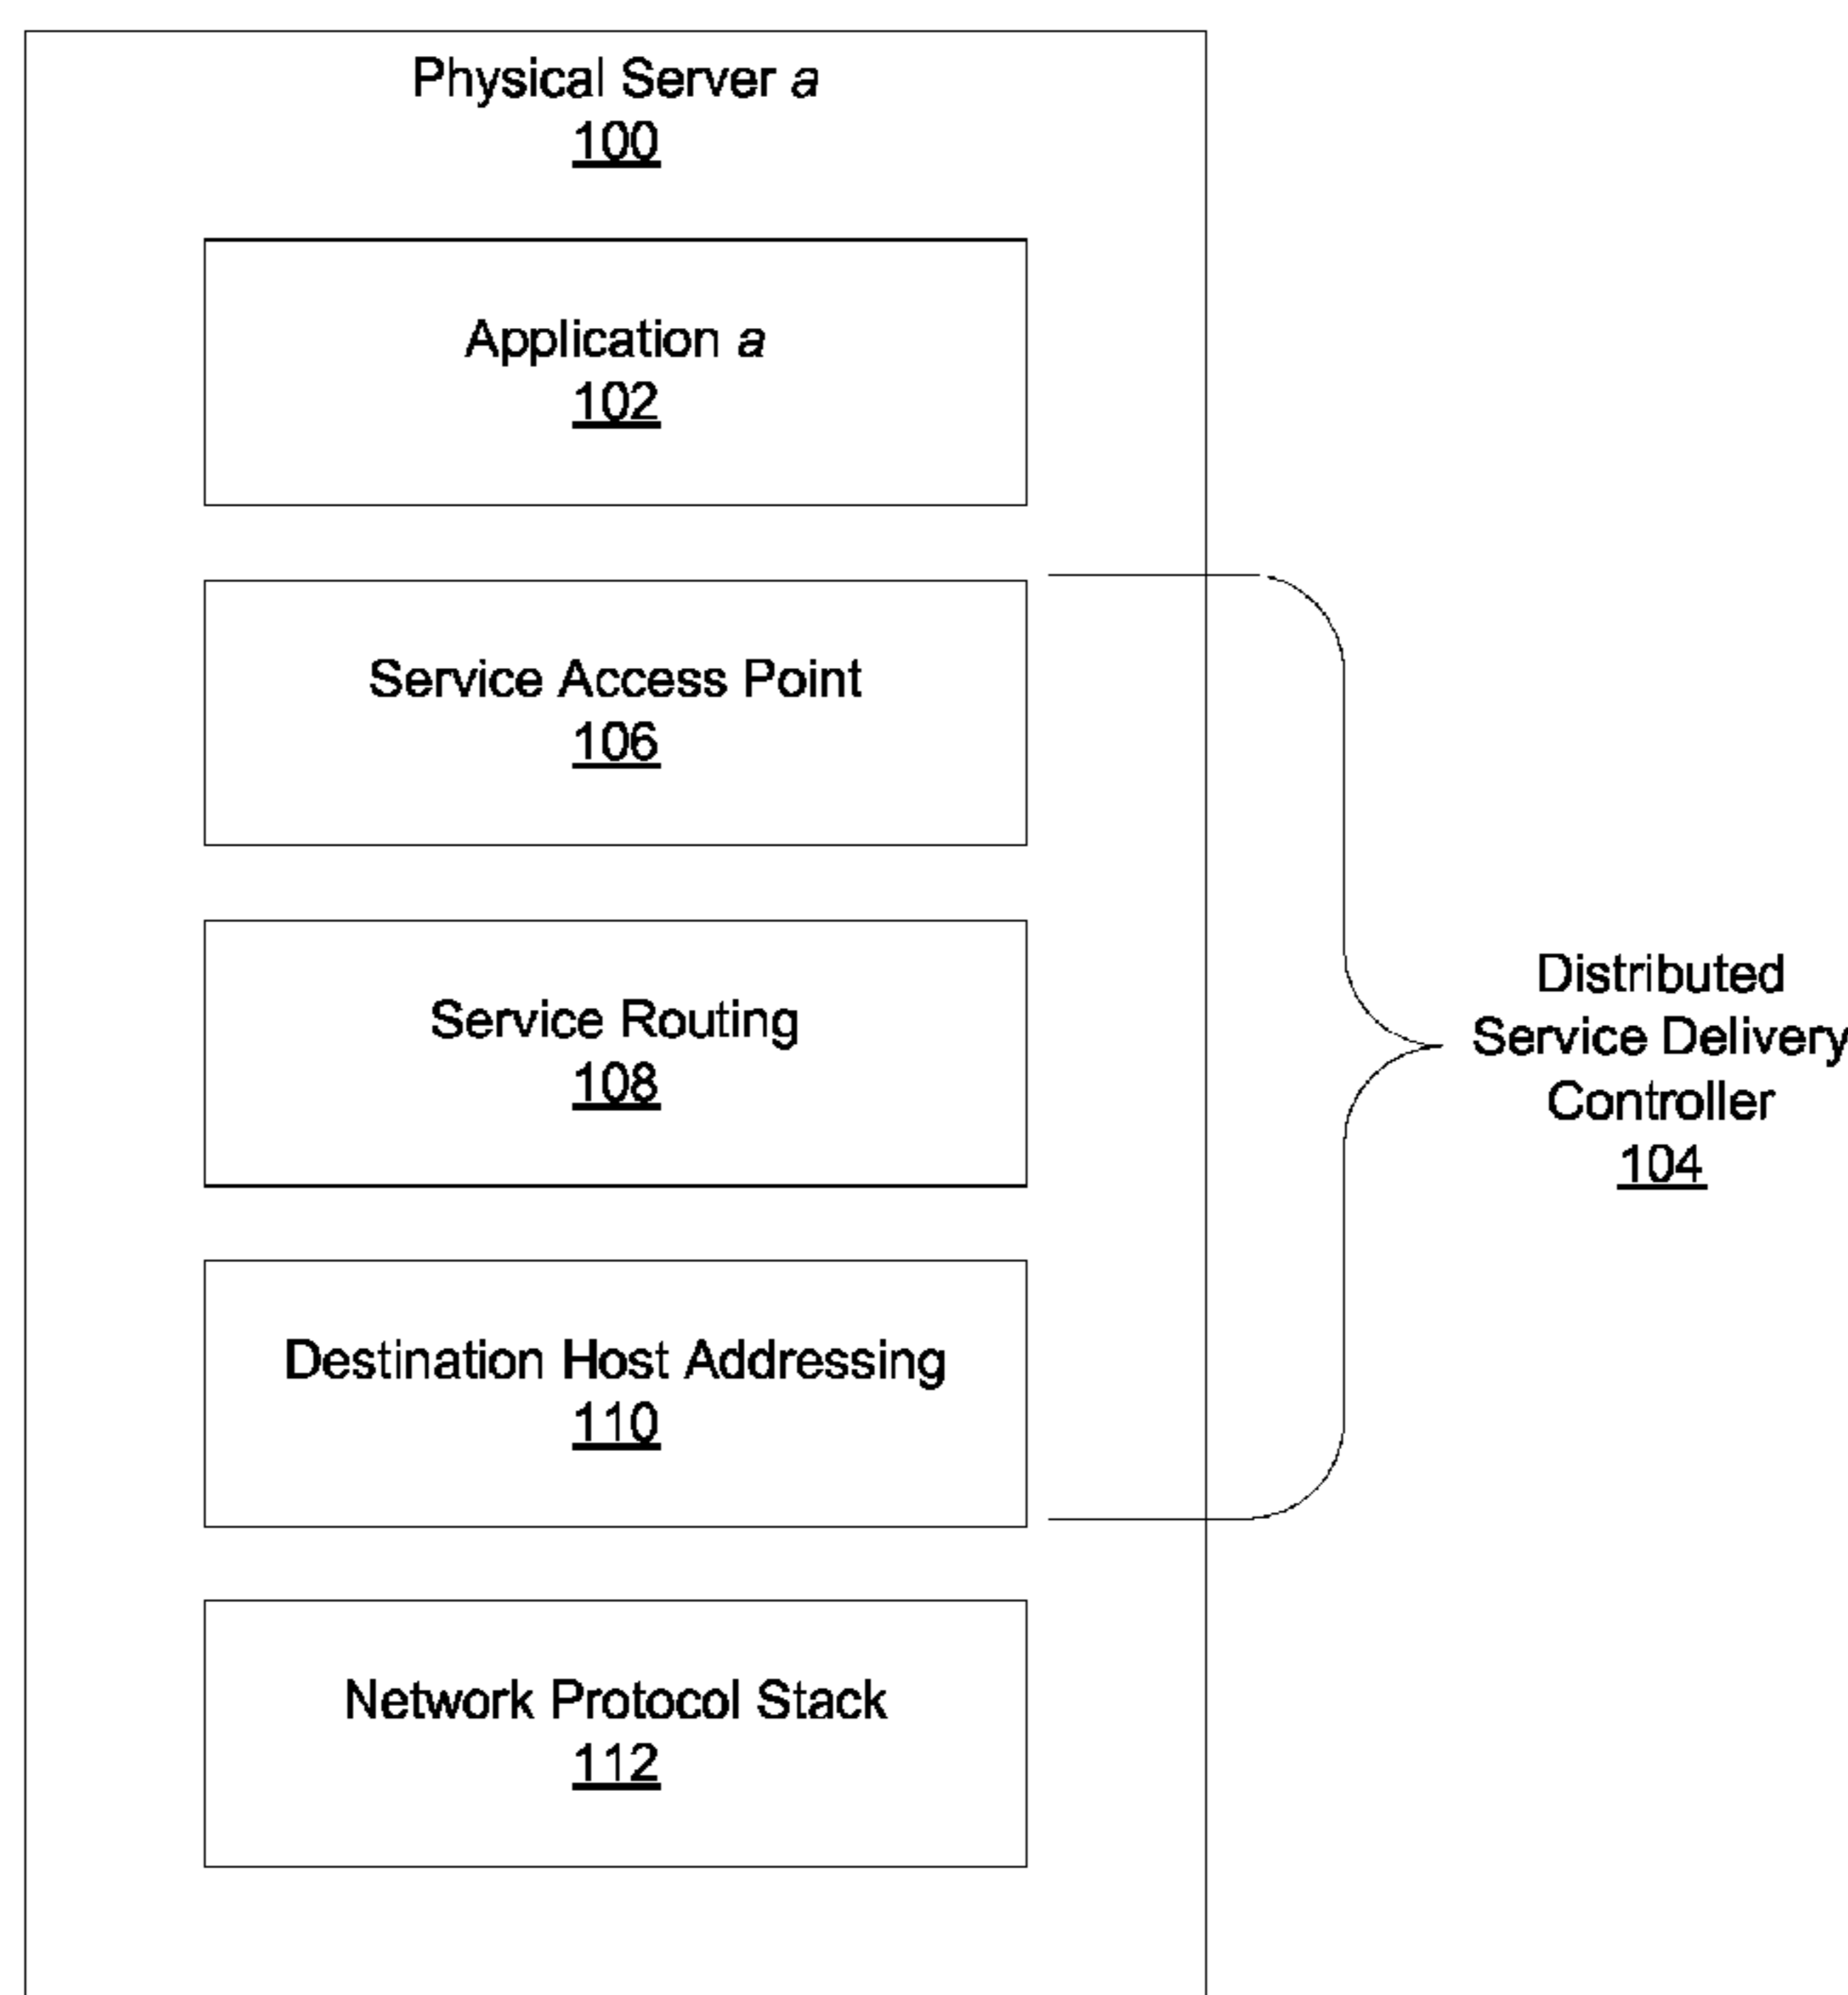 Physical Server a
100
Application a
102
Service Access Point
106
Service Routing
108
Distributed
Service Delivery
Controller
104
Destination Host Addressing
110
Network Protocol Stack
112